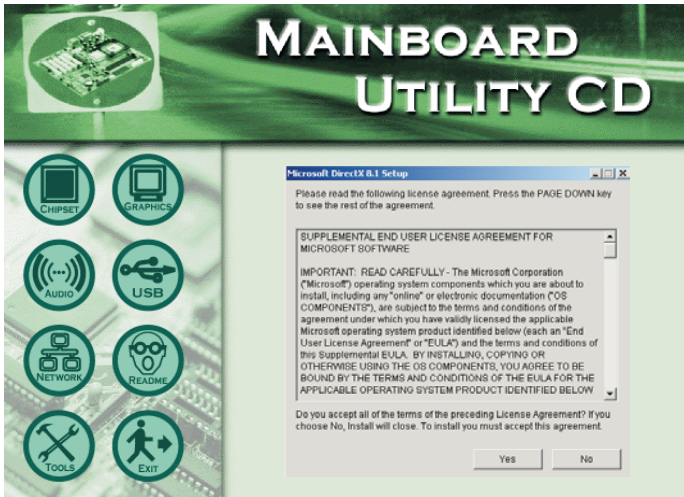 MAINBOARD
UTILITY CD
CHIPSET
GRAPHICS
AUDIO
USB
NETWORK
README
TOOLS
EXIT
Microsoft DirectX 8.1 Setup
Please read the following license agreement. Press the PAGE DOWN key
to see the rest of the agreement.
SUPPLEMENTAL END USER LICENSE AGREEMENT FOR
MICROSOFT SOFTWARE
IMPORTANT: READ CAREFULLY - The Microsoft Corporation
("Microsoft") operating system components which you are about to
install, including any "online" or electronic documentation ("OS
COMPONENTS"), are subject to the terms and conditions of the
agreement under which you have validly licensed the applicable
Microsoft operating system product identified below (each an "End
User License Agreement" or "EULA") and the terms and conditions of
this Supplemental EULA. BY INSTALLING, COPYING OR
OTHERWISE USING THE OS COMPONENTS, YOU AGREE TO BE
BOUND BY THE TERMS AND CONDITIONS OF THE EULA FOR THE
APPLICABLE OPERATING SYSTEM PRODUCT IDENTIFIED BELOW
Do you accept all of the terms of the preceding License Agreement? If you
choose No, Install will close. To install you must accept this agreement.
Yes No